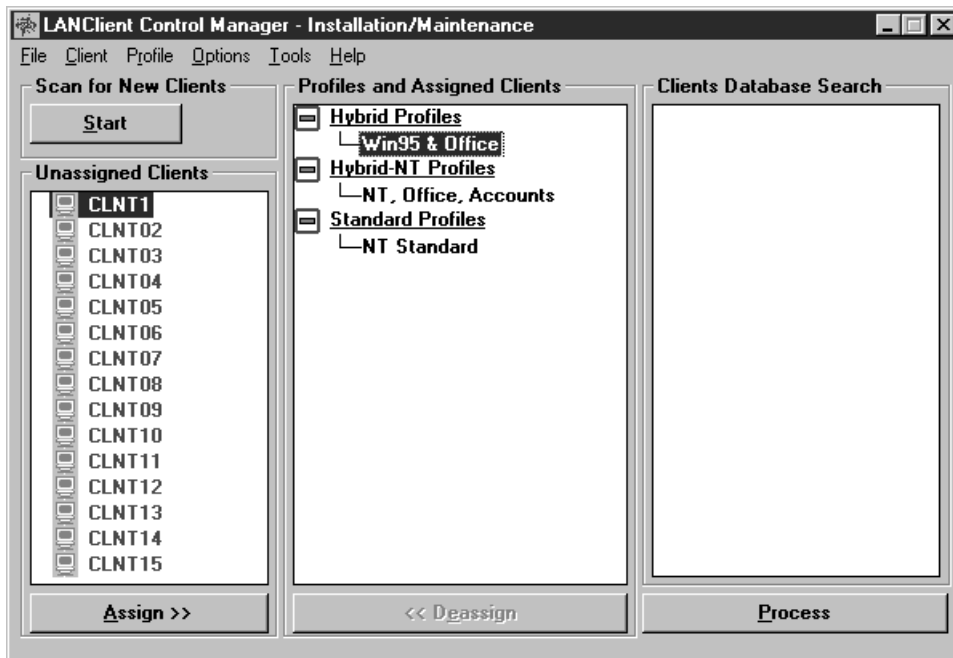 LANClient Control Manager - Installation/Maintenance
File Client Profile Options Tools Help
Scan for New Clients
Start
Unassigned Clients
CLNT1
CLNT02
CLNT03
CLNT04
CLNT05
CLNT06
CLNT07
CLNT08
CLNT09
CLNT10
CLNT11
CLNT12
CLNT13
CLNT14
CLNT15
Assign >>
Profiles and Assigned Clients
Hybrid Profiles
Win95 & Office
Hybrid-NT Profiles
NT, Office, Accounts
Standard Profiles
NT Standard
<< Deassign
Clients Database Search
Process